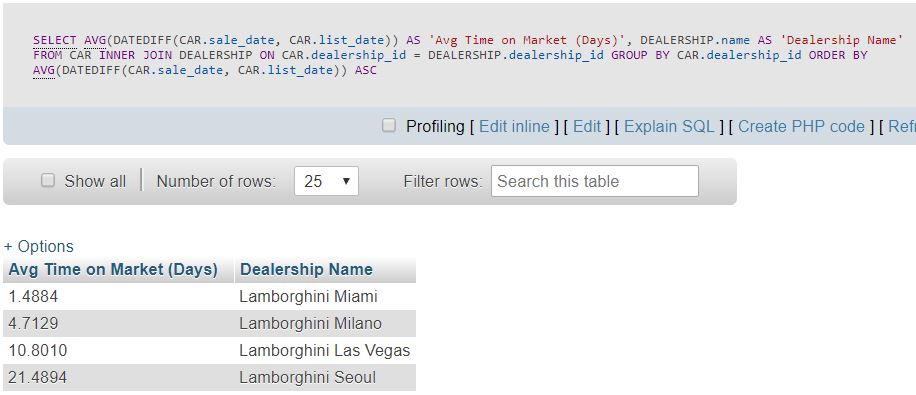 SELECT AVG(DATEDIFF(CAR.sale_date, CAR.list_date)) AS 'Avg Time on Market (Days)', DEALERSHIP.name AS 'Dealership Name'
FROM CAR INNER JOIN DEALERSHIP ON CAR.dealership_id = DEALERSHIP.dealership_id GROUP BY CAR.dealership_id ORDER BY
AVG(DATEDIFF(CAR.sale_date, CAR.list_date)) ASC
Profiling [ Edit inline ] [ Edit ] [ Explain SQL ] [ Create PHP code ] [ Refr
Show all | Number of rows: 25 Filter rows: Search this table
+ Options
Avg Time on Market (Days) Dealership Name
1.4884 Lamborghini Miami
4.7129 Lamborghini Milano
10.8010 Lamborghini Las Vegas
21.4894 Lamborghini Seoul